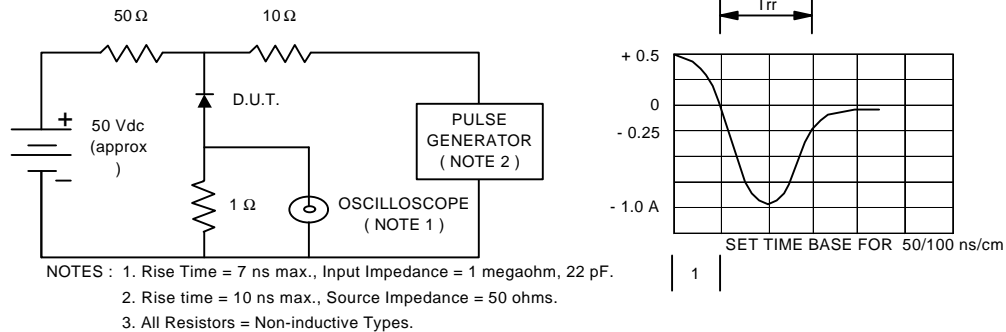 50 Ω
10 Ω
D.U.T.
+
50 Vdc
(approx
)
−
1 Ω
OSCILLOSCOPE
( NOTE 1 )
PULSE
GENERATOR
( NOTE 2 )
NOTES : 1. Rise Time = 7 ns max., Input Impedance = 1 megaohm, 22 pF.
2. Rise time = 10 ns max., Source Impedance = 50 ohms.
3. All Resistors = Non-inductive Types.
Trr
+ 0.5
0
- 0.25
- 1.0 A
SET TIME BASE FOR 50/100 ns/cm
1